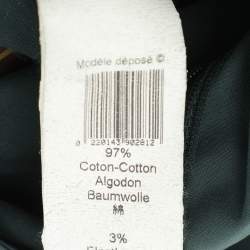 Modèle déposé ©
0 220143 902812
97%
Coton-Cotton
Algodon
Baumwolle
綿
3%